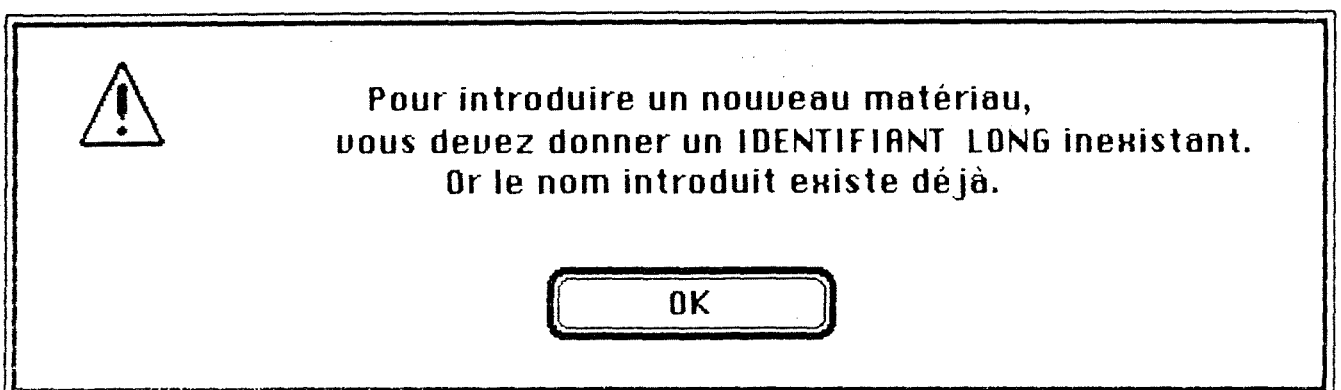 Pour introduire un nouveau matériau,
vous devez donner un IDENTIFIANT LONG inexistant.
Or le nom introduit existe déjà.
OK